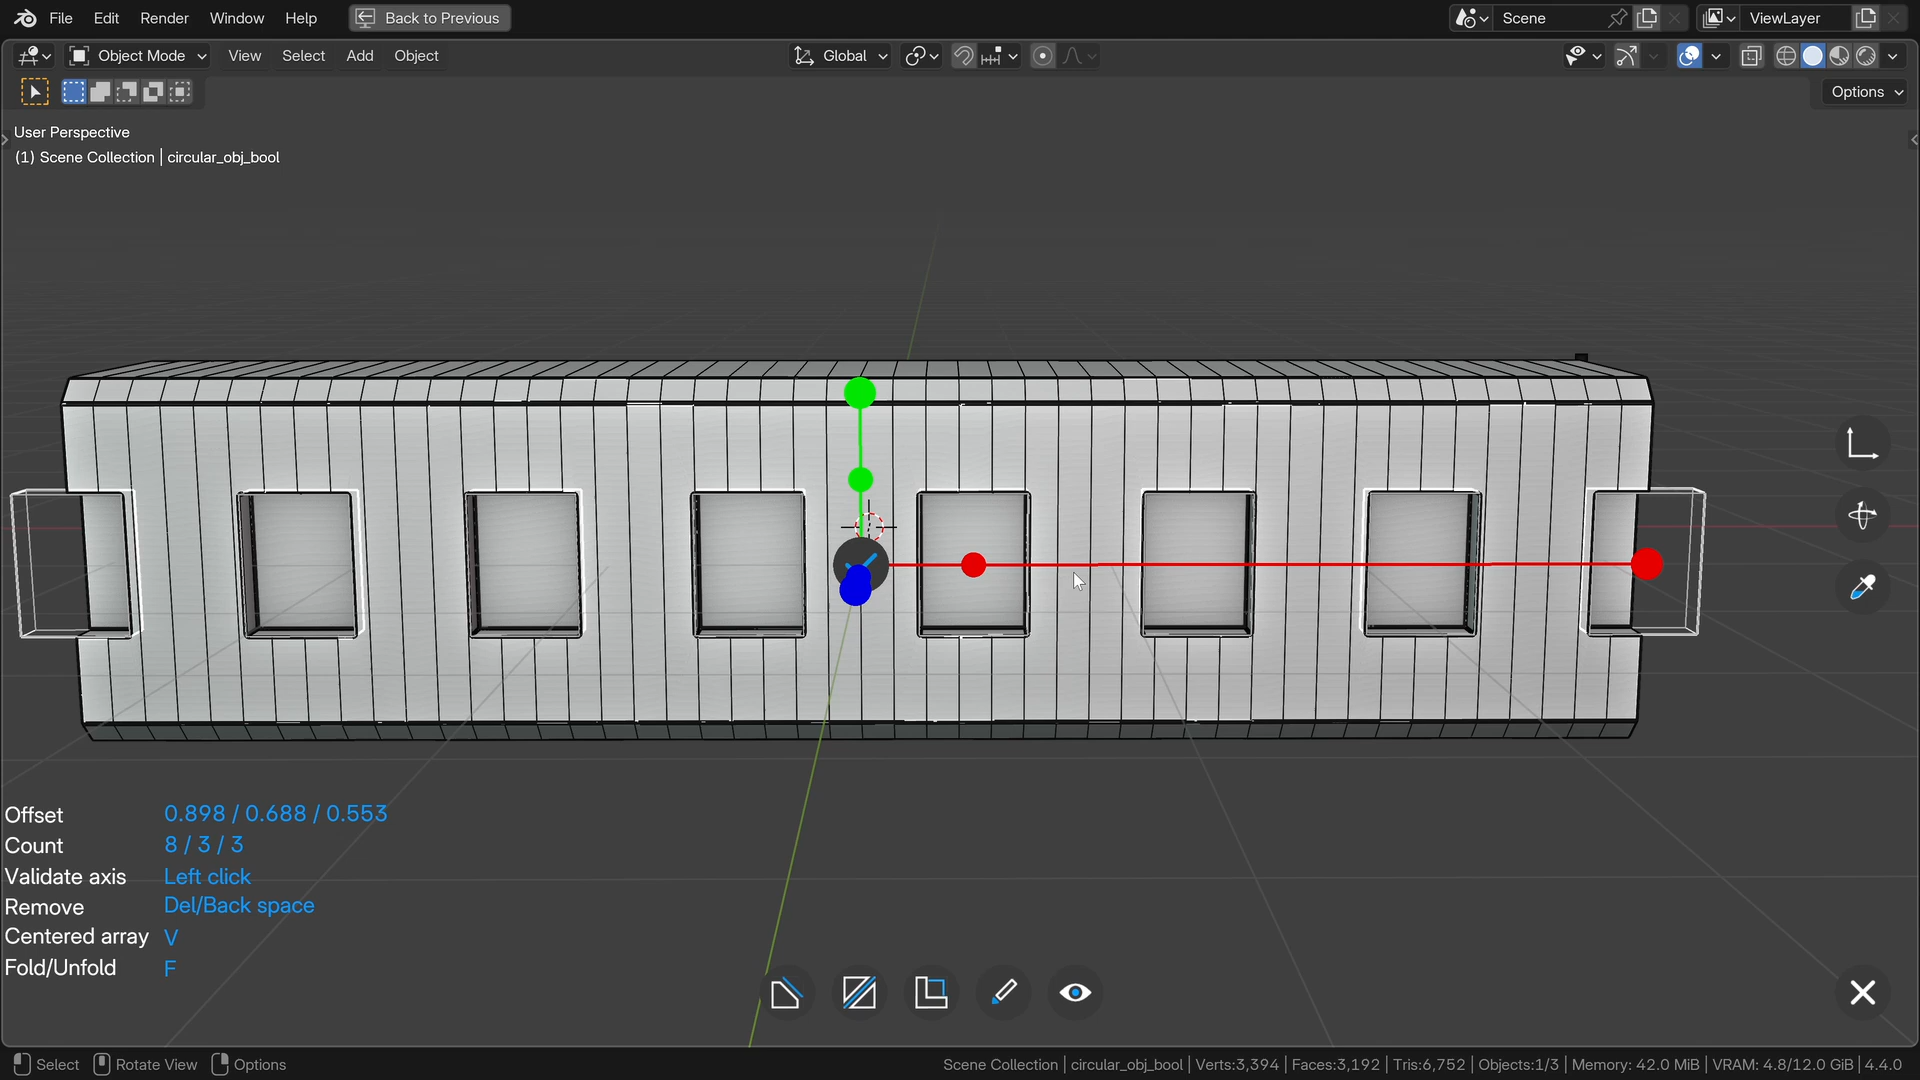 File Edit Render Window Help Back to Previous Scene ViewLayer
Object Mode View Select Add Object Global
Options
User Perspective
(1) Scene Collection | circular_obj_bool
Offset 0.898 / 0.688 / 0.553
Count 8 / 3 / 3
Validate axis Left click
Remove Del/Back space
Centered array V
Fold/Unfold F
Select Rotate View Options Scene Collection | circular_obj_bool | Verts:3,394 | Faces:3,192 | Tris:6,752 | Objects:1/3 | Memory: 42.0 MiB | VRAM: 4.8/12.0 GiB | 4.4.0